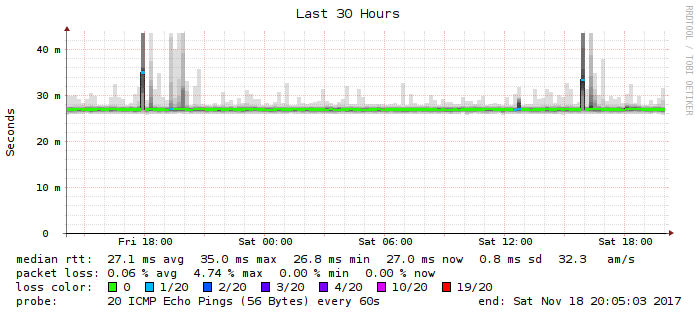 Last 30 Hours
RRDTOOL / TOBI OETIKER
Seconds
40 m
30 m
20 m
10 m
0
Fri 18:00 Sat 00:00 Sat 06:00 Sat 12:00 Sat 18:00
median rtt: 27.1 ms avg 35.0 ms max 26.8 ms min 27.0 ms now 0.8 ms sd 32.3 am/s
packet loss: 0.06 % avg 4.74 % max 0.00 % min 0.00 % now
loss color: 0 1/20 2/20 3/20 4/20 10/20 19/20
probe: 20 ICMP Echo Pings (56 Bytes) every 60s end: Sat Nov 18 20:05:03 2017